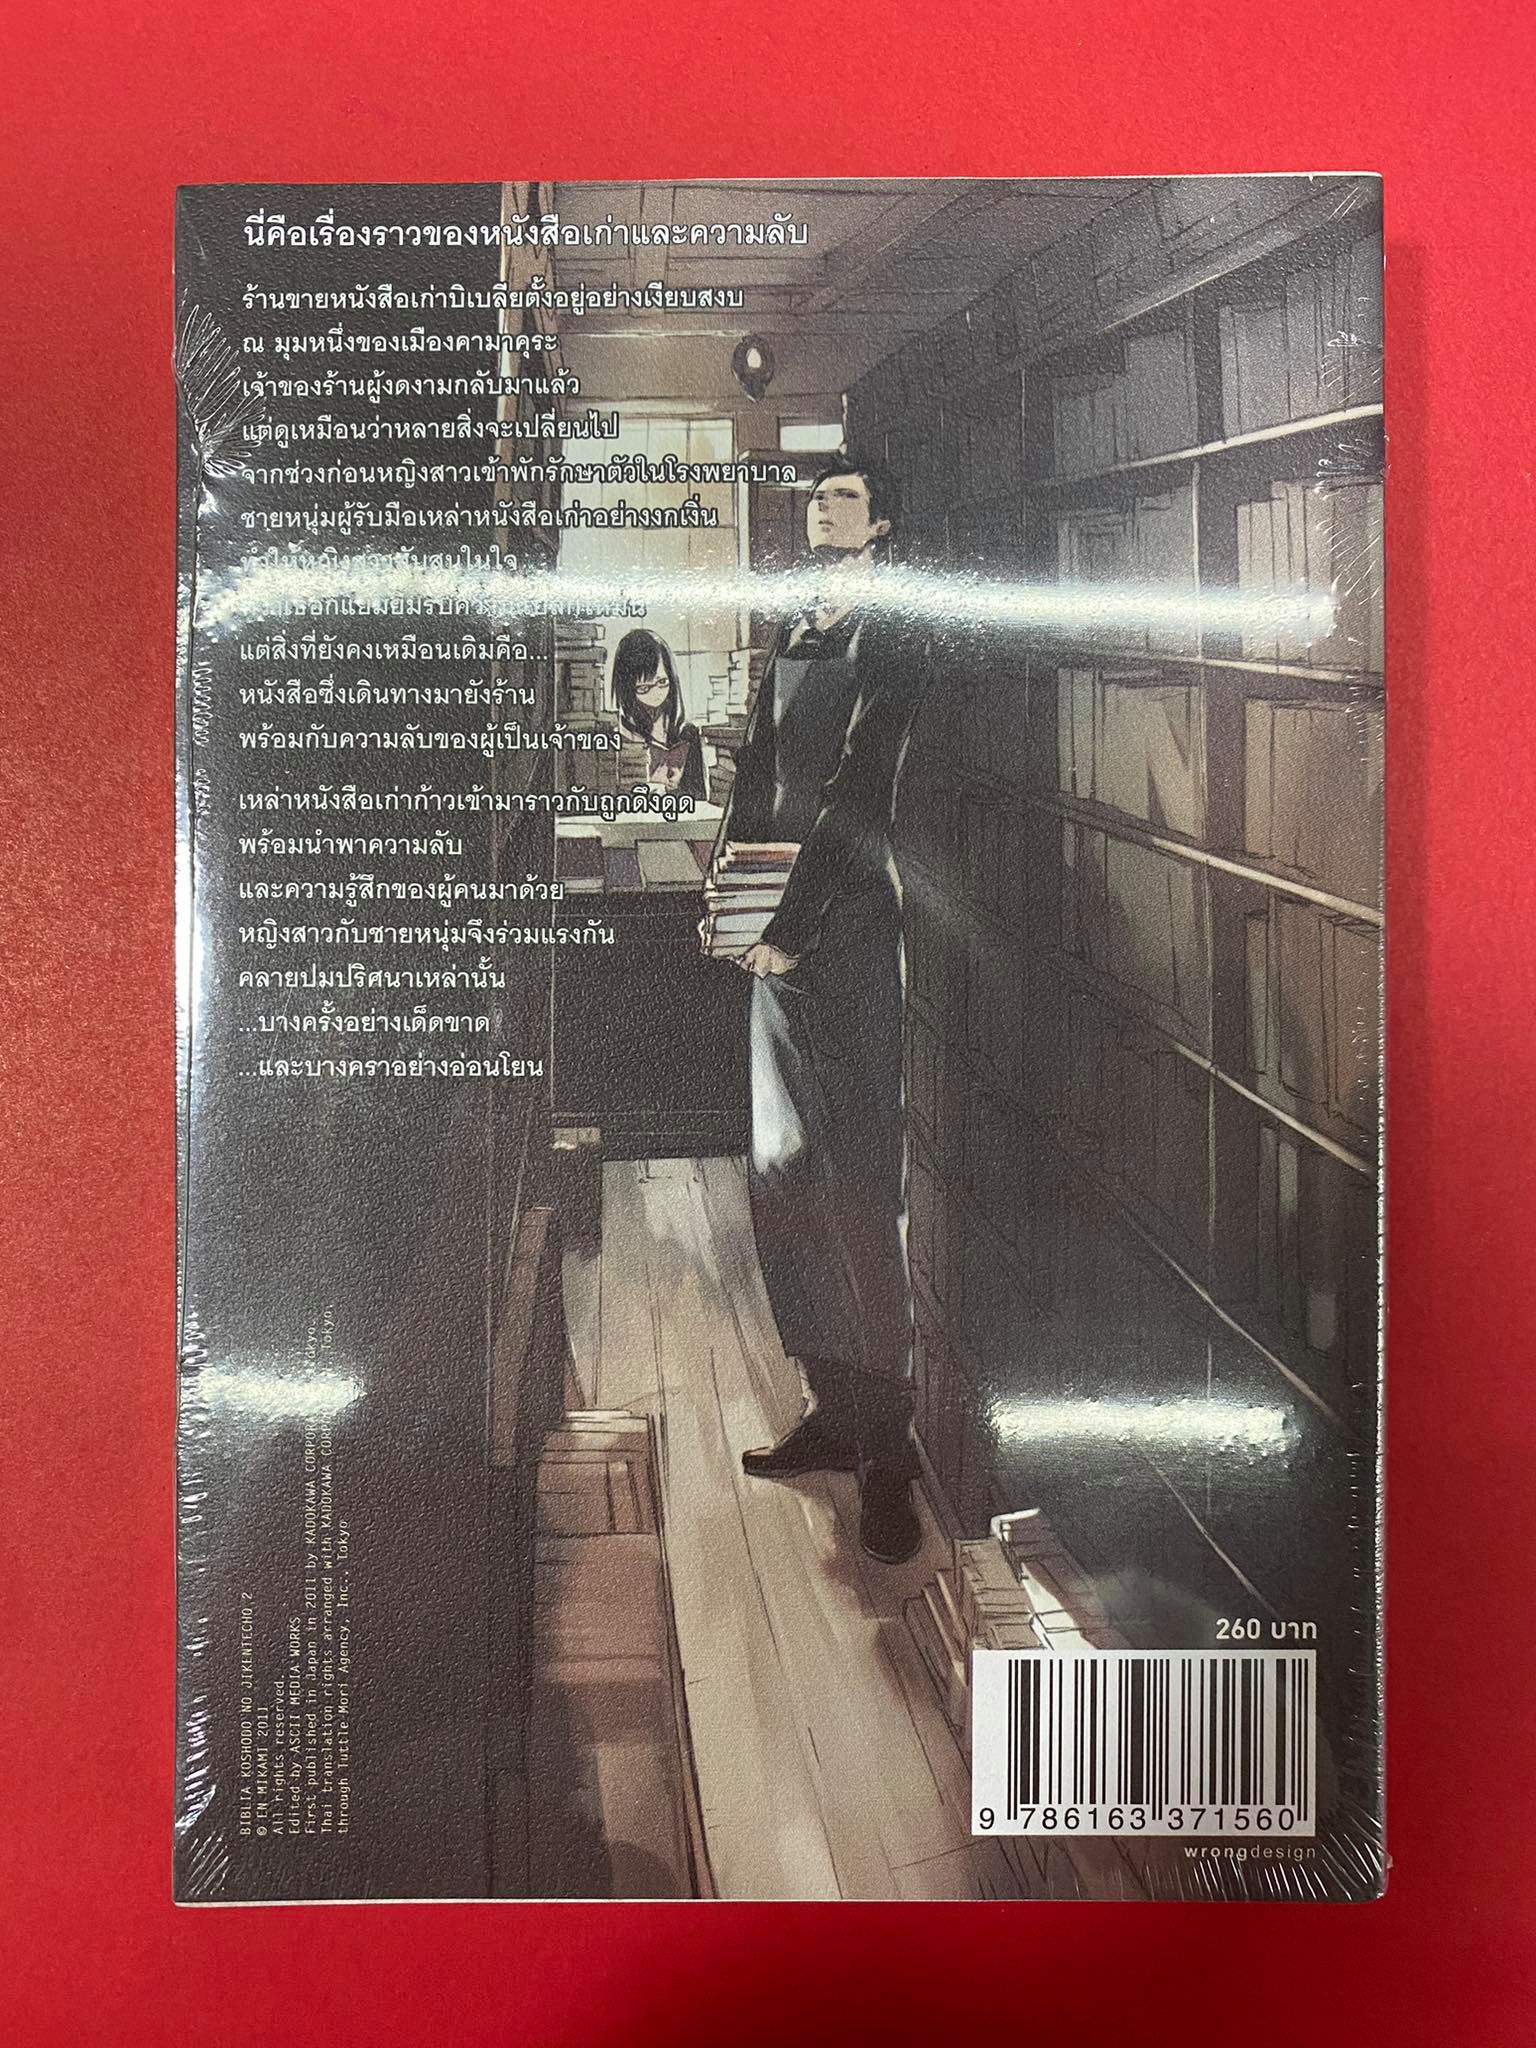 นี่คือเรื่องราวของหนังสือเก่าและความลับ
ร้านขายหนังสือเก่าบิเบลียตั้งอยู่อย่างเงียบสงบ
ณ มุมหนึ่งของเมืองคามาคุระ
เจ้าของร้านผู้งดงามกลับมาแล้ว
แต่ดูเหมือนว่าหลายสิ่งจะเปลี่ยนไป
จากช่วงก่อนหญิงสาวเข้าพักรักษาตัวในโรงพยาบาล
ชายหนุ่มผู้รับมือเหล่าหนังสือเก่าอย่างงกเงิ่น
ทำให้หญิงสาวสับสนในใจ
แต่สิ่งที่ยังคงเหมือนเดิมคือ...
หนังสือซึ่งเดินทางมายังร้าน
พร้อมกับความลับของผู้เป็นเจ้าของ
เหล่าหนังสือเก่าก้าวเข้ามาราวกับถูกดึงดูด
พร้อมนำพาความลับ
และความรู้สึกของผู้คนมาด้วย
หญิงสาวกับชายหนุ่มจึงร่วมแรงกัน
คลายปมปริศนาเหล่านั้น
...บางครั้งอย่างเด็ดขาด
...และบางคราอย่างอ่อนโยน
BIBLIA KOSHODO NO JIKENTECHO 2
© EN MIKAMI 2011
All rights reserved.
Edited by ASCII MEDIA WORKS
First published in Japan in 2011 by KADOKAWA Tokyo.
Thai translation rights arranged with KADOKAWA Tokyo,
through Tuttle-Mori Agency, Inc., Tokyo
260 บาท
9 786163 371560
wrongdesign